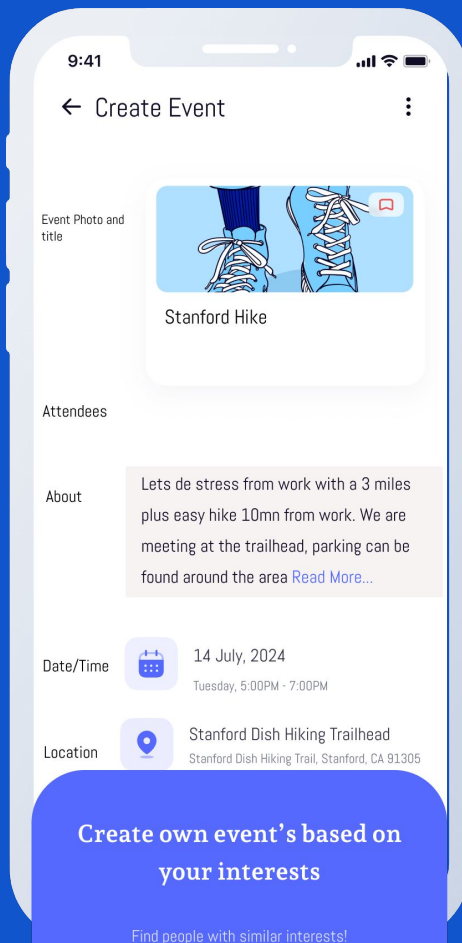 9:41
Create Event
Event Photo and
title
Stanford Hike
Attendees
About
Lets de stress from work with a 3 miles
plus easy hike 10mn from work. We are
meeting at the trailhead, parking can be
found around the area Read More...
Date/Time
14 July, 2024
Tuesday, 5:00PM - 7:00PM
Location
Stanford Dish Hiking Trailhead
Stanford Dish Hiking Trail, Stanford, CA 91305
Create own event's based on
your interests
Find people with similar interests!